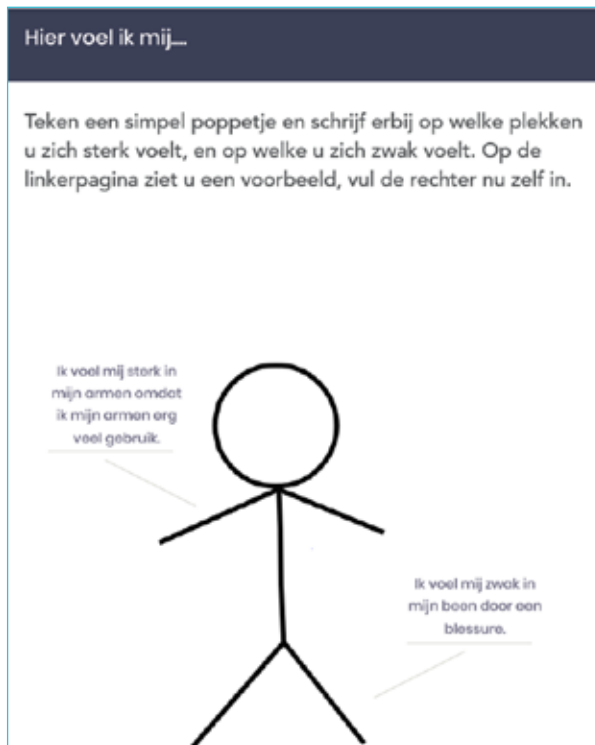 Hier voel ik mij....
Teken een simpel poppetje en schrijf erbij op welke plekken
u zich sterk voelt, en op welke u zich zwak voelt. Op de
linkerpagina ziet u een voorbeeld, vul de rechter nu zelf in.
Ik voel mij sterk in
mijn armen omdat
ik mijn armen erg
veel gebruik.
Ik voel mij zwak in
mijn been door een
blessure.